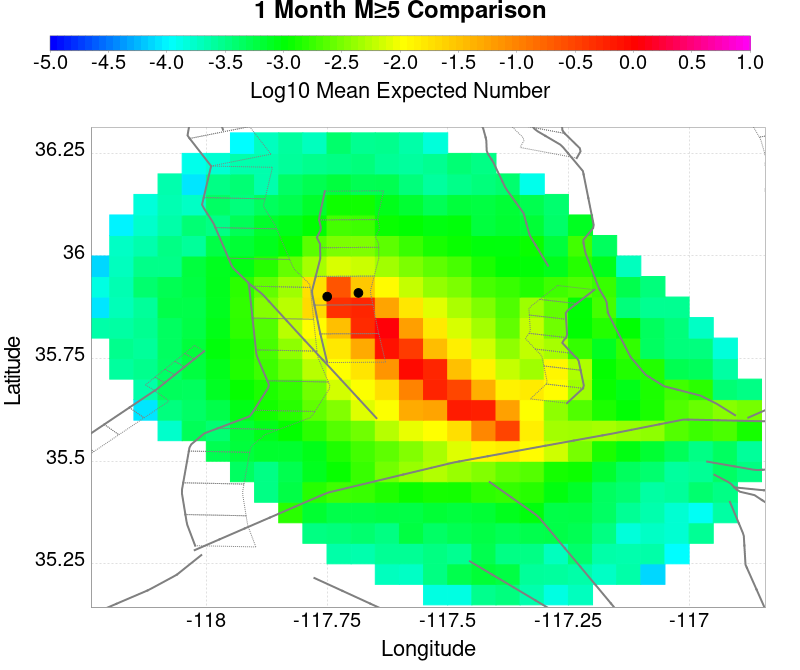 1 Month M≥5 Comparison
-5.0 -4.5 -4.0 -3.5 -3.0 -2.5 -2.0 -1.5 -1.0 -0.5 0.0 0.5 1.0
Log10 Mean Expected Number
36.25
36
35.75
35.5
35.25
Latitude
-118 -117.75 -117.5 -117.25 -117
Longitude